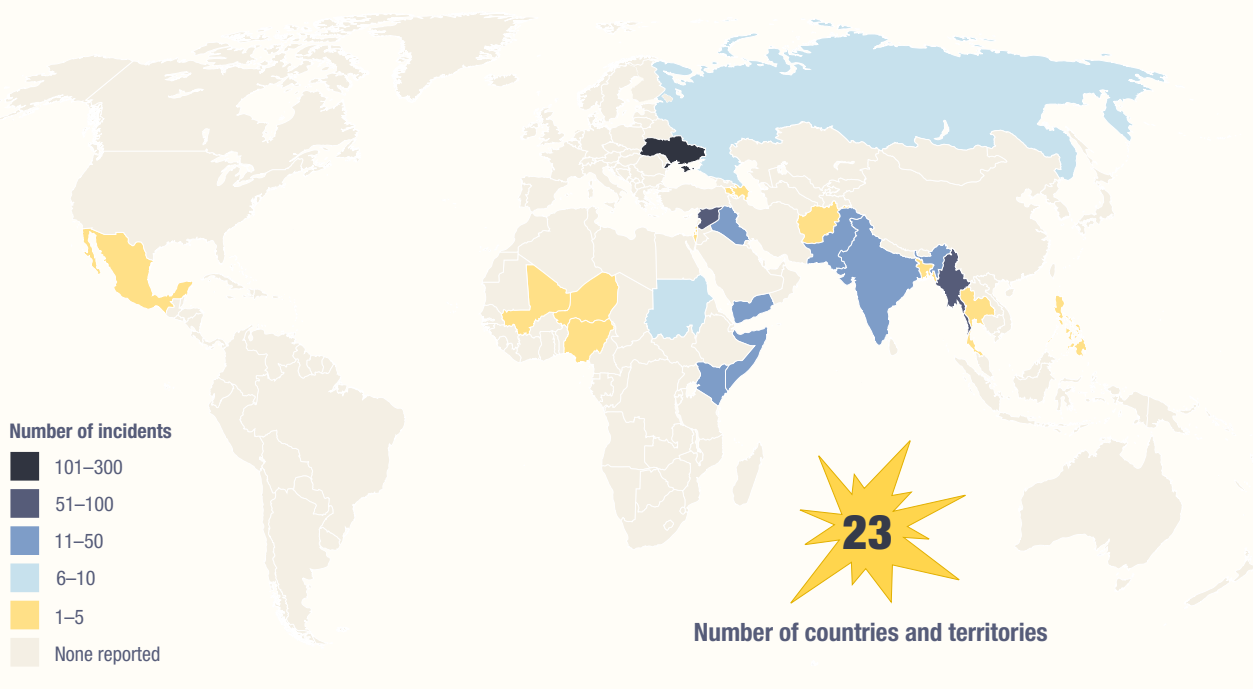 Number of incidents
101–300
51–100
11–50
6–10
1–5
None reported
23
Number of countries and territories